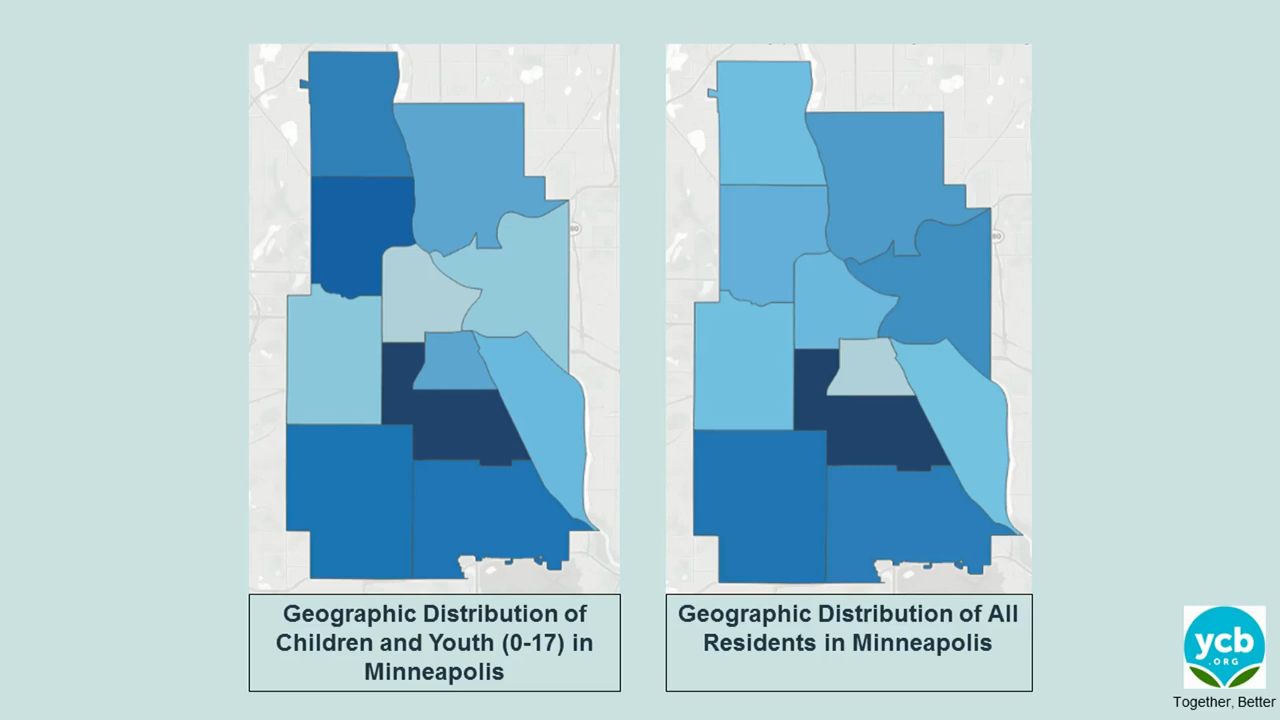 Geographic Distribution of
Children and Youth (0-17) in
Minneapolis
Geographic Distribution of All
Residents in Minneapolis
ycb
.ORG
Together, Better